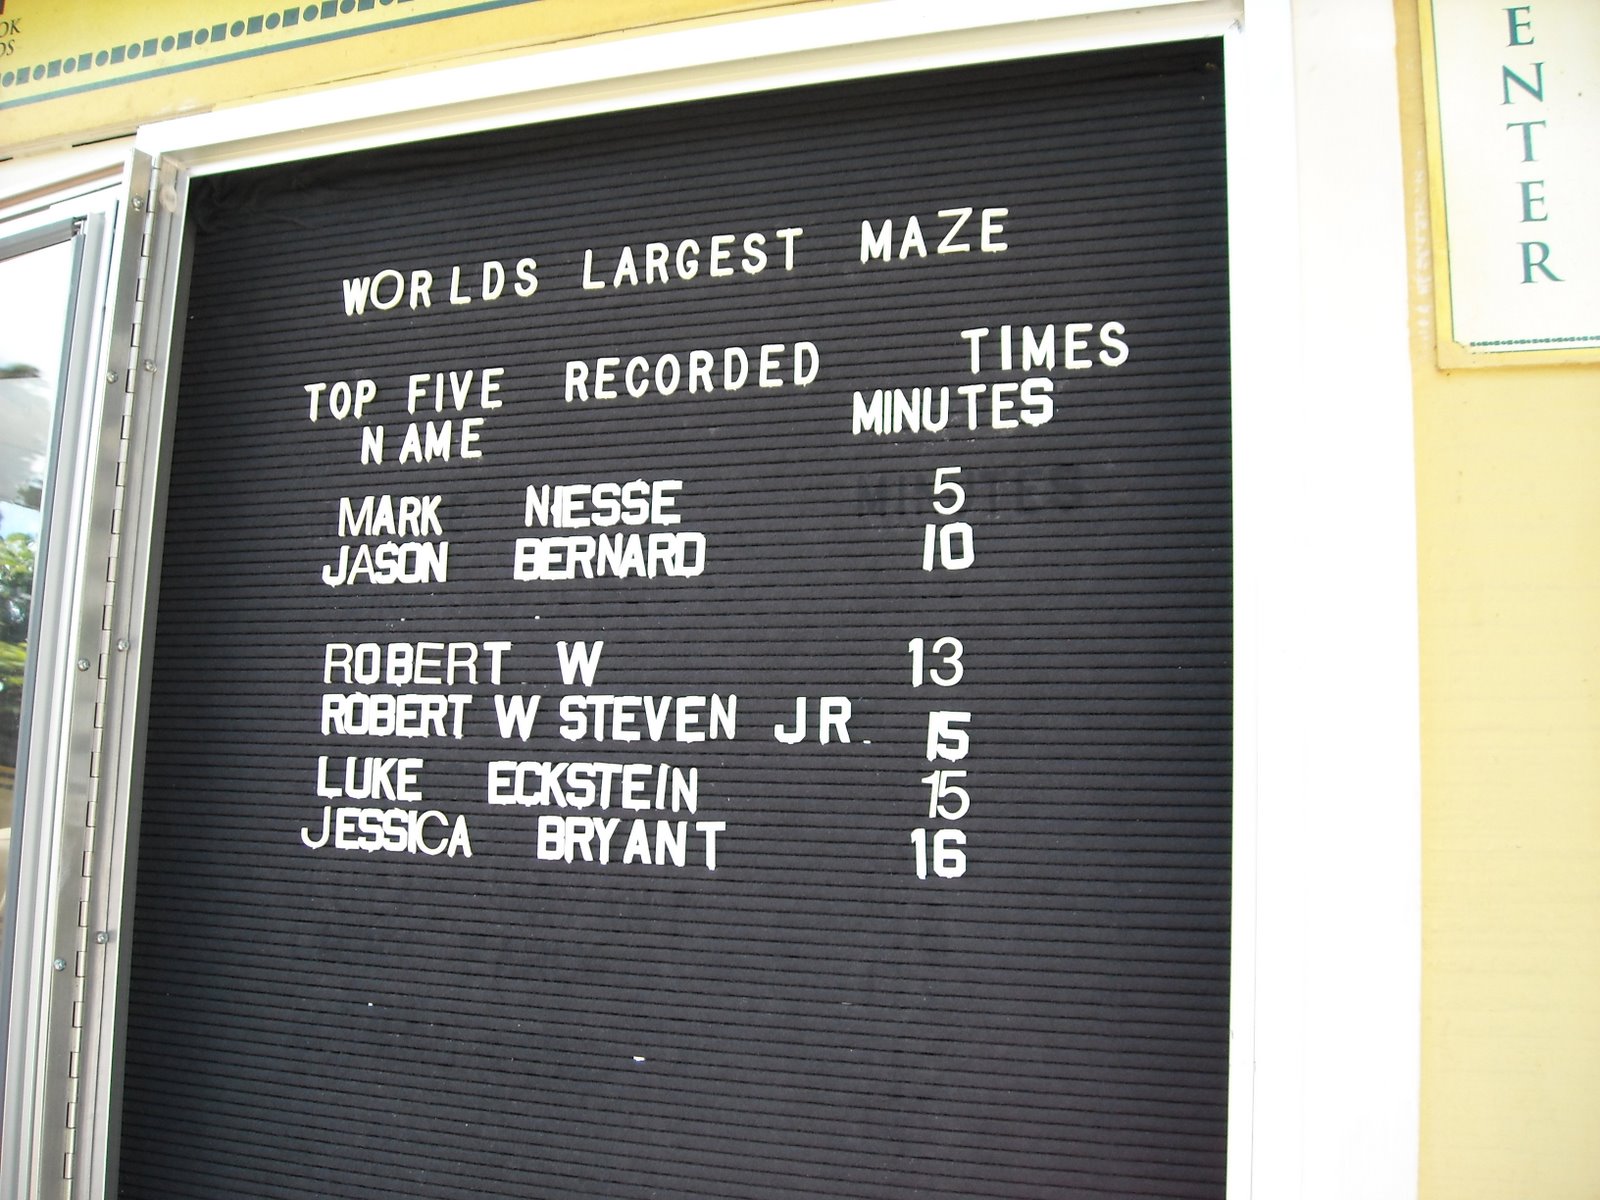 WORLDS LARGEST MAZE
TOP FIVE RECORDED TIMES
NAME MINUTES
MARK NIESSE 5
JASON BERNARD 10
ROBERT W 13
ROBERT W STEVEN JR. 15
LUKE ECKSTEIN 15
JESSICA BRYANT 16
ENTER